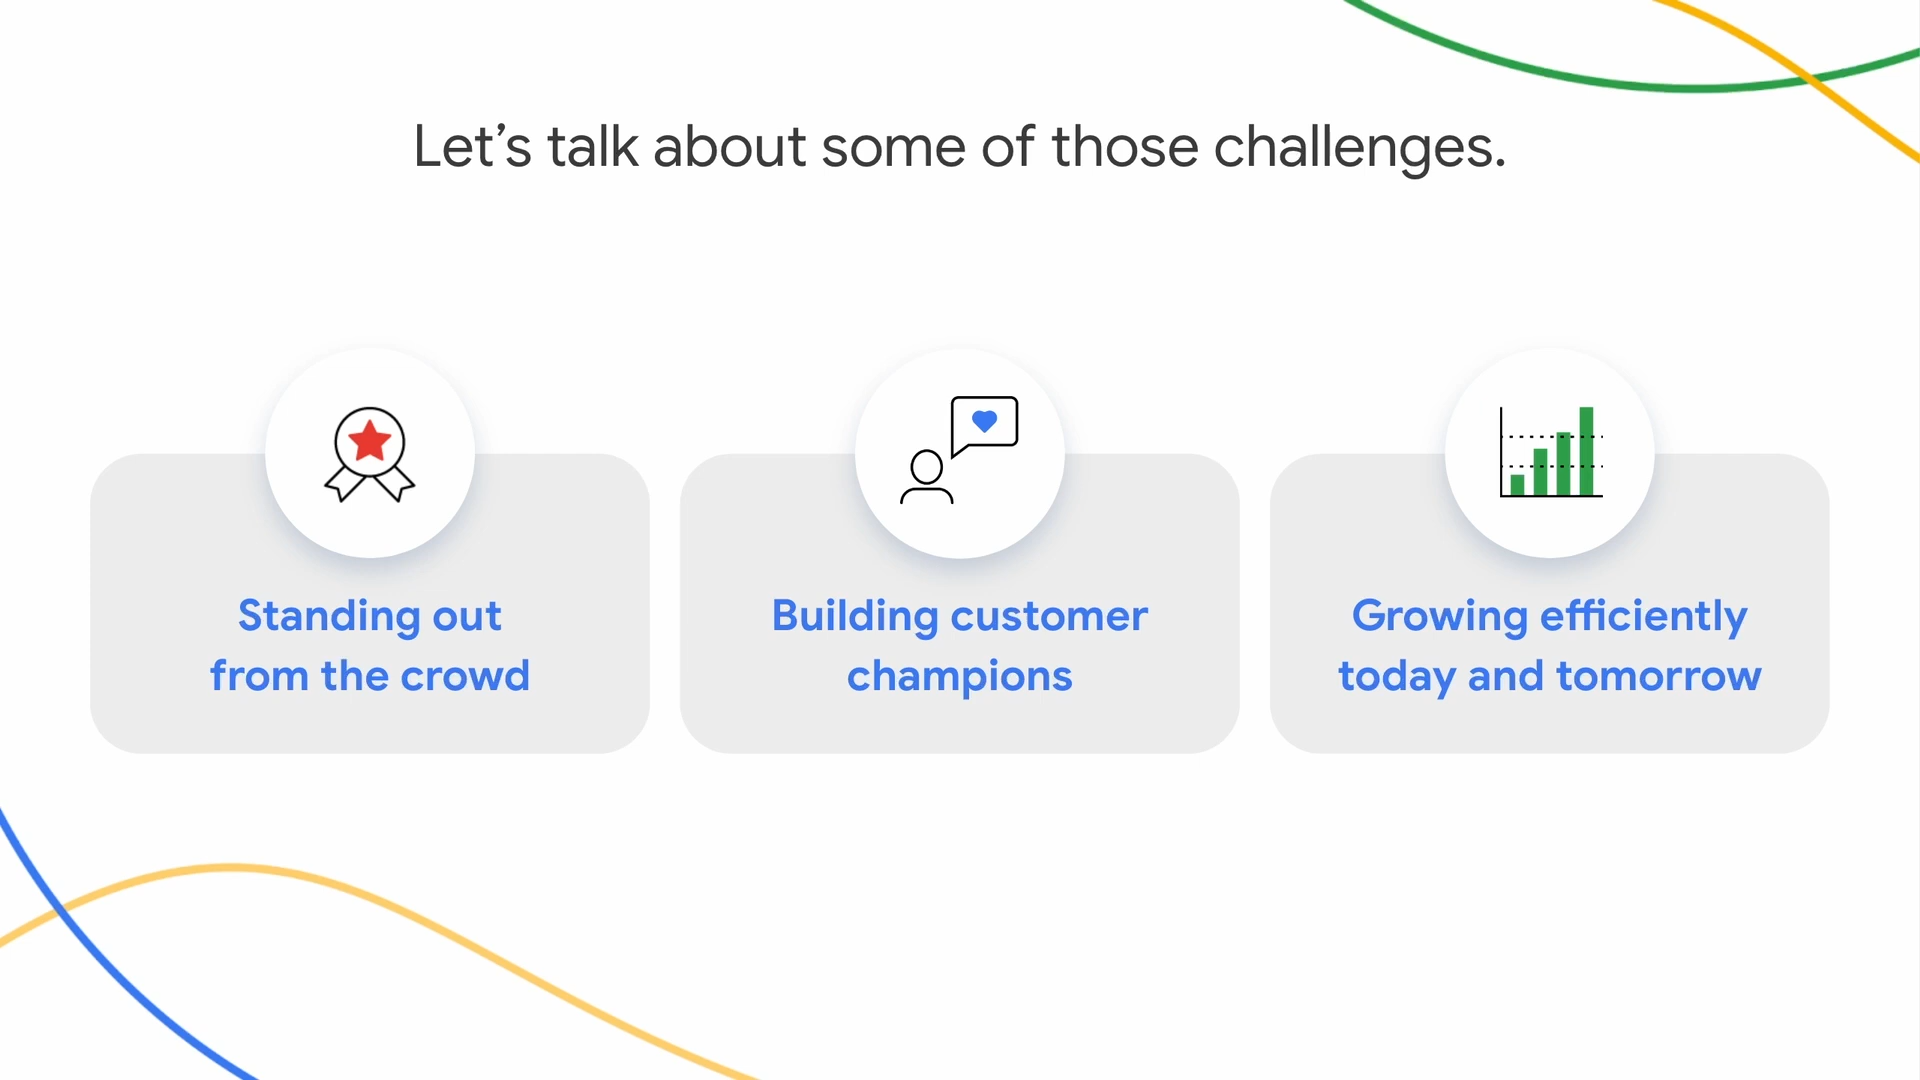 Let’s talk about some of those challenges.
Standing out
from the crowd
Building customer
champions
Growing efficiently
today and tomorrow